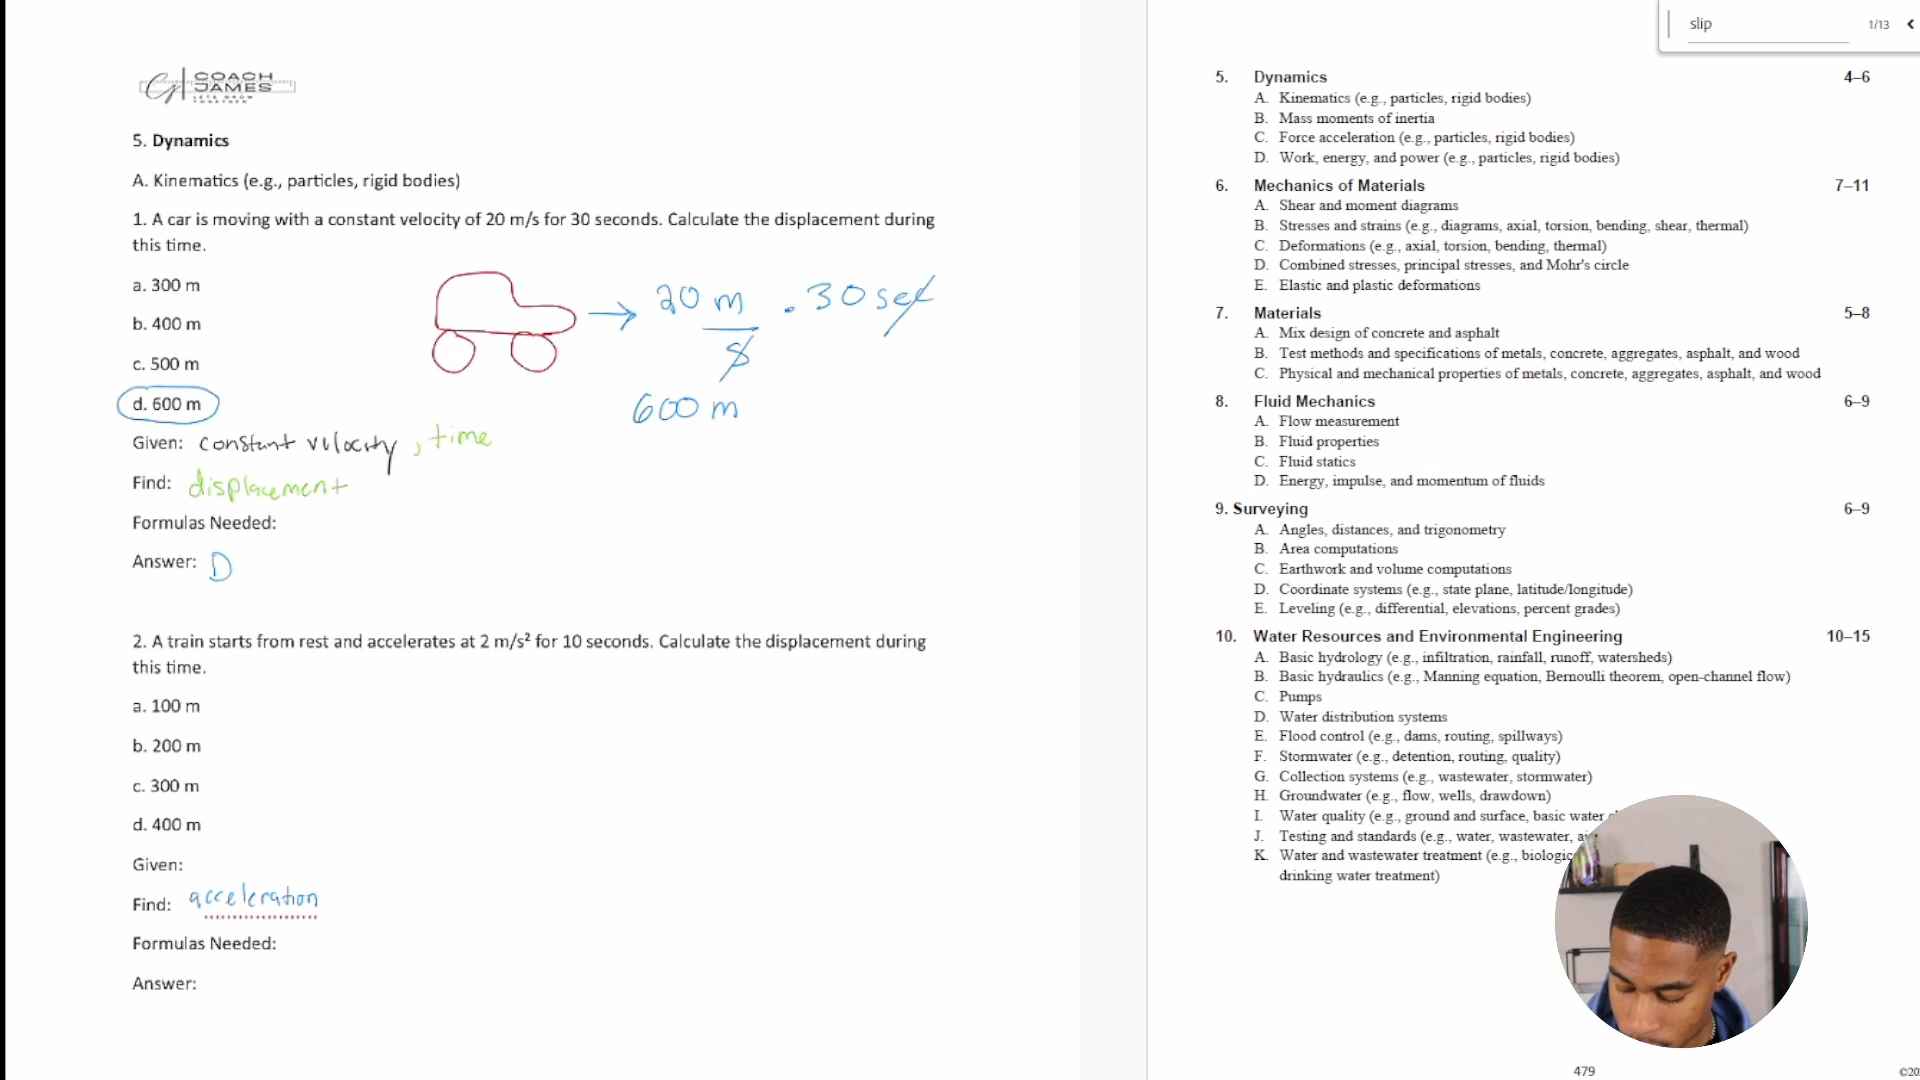 COACH
JAMES
LETS GROW
TOGETHER
5. Dynamics
A. Kinematics (e.g., particles, rigid bodies)
1. A car is moving with a constant velocity of 20 m/s for 30 seconds. Calculate the displacement during
this time.
a. 300 m
b. 400 m
c. 500 m
d. 600 m
20 m . 30 sec
s
600 m
Given: constant velocity, time
Find: displacement
Formulas Needed:
Answer: D
2. A train starts from rest and accelerates at 2 m/s² for 10 seconds. Calculate the displacement during
this time.
a. 100 m
b. 200 m
c. 300 m
d. 400 m
Given:
Find: acceleration
Formulas Needed:
Answer:
slip 1/13
5. Dynamics 4–6
A. Kinematics (e.g., particles, rigid bodies)
B. Mass moments of inertia
C. Force acceleration (e.g., particles, rigid bodies)
D. Work, energy, and power (e.g., particles, rigid bodies)
6. Mechanics of Materials 7–11
A. Shear and moment diagrams
B. Stresses and strains (e.g., diagrams, axial, torsion, bending, shear, thermal)
C. Deformations (e.g., axial, torsion, bending, thermal)
D. Combined stresses, principal stresses, and Mohr's circle
E. Elastic and plastic deformations
7. Materials 5–8
A. Mix design of concrete and asphalt
B. Test methods and specifications of metals, concrete, aggregates, asphalt, and wood
C. Physical and mechanical properties of metals, concrete, aggregates, asphalt, and wood
8. Fluid Mechanics 6–9
A. Flow measurement
B. Fluid properties
C. Fluid statics
D. Energy, impulse, and momentum of fluids
9. Surveying 6–9
A. Angles, distances, and trigonometry
B. Area computations
C. Earthwork and volume computations
D. Coordinate systems (e.g., state plane, latitude/longitude)
E. Leveling (e.g., differential, elevations, percent grades)
10. Water Resources and Environmental Engineering 10–15
A. Basic hydrology (e.g., infiltration, rainfall, runoff, watersheds)
B. Basic hydraulics (e.g., Manning equation, Bernoulli theorem, open-channel flow)
C. Pumps
D. Water distribution systems
E. Flood control (e.g., dams, routing, spillways)
F. Stormwater (e.g., detention, routing, quality)
G. Collection systems (e.g., wastewater, stormwater)
H. Groundwater (e.g., flow, wells, drawdown)
I. Water quality (e.g., ground and surface, basic water
J. Testing and standards (e.g., water, wastewater,
K. Water and wastewater treatment (e.g.,
drinking water treatment)
479 ©20